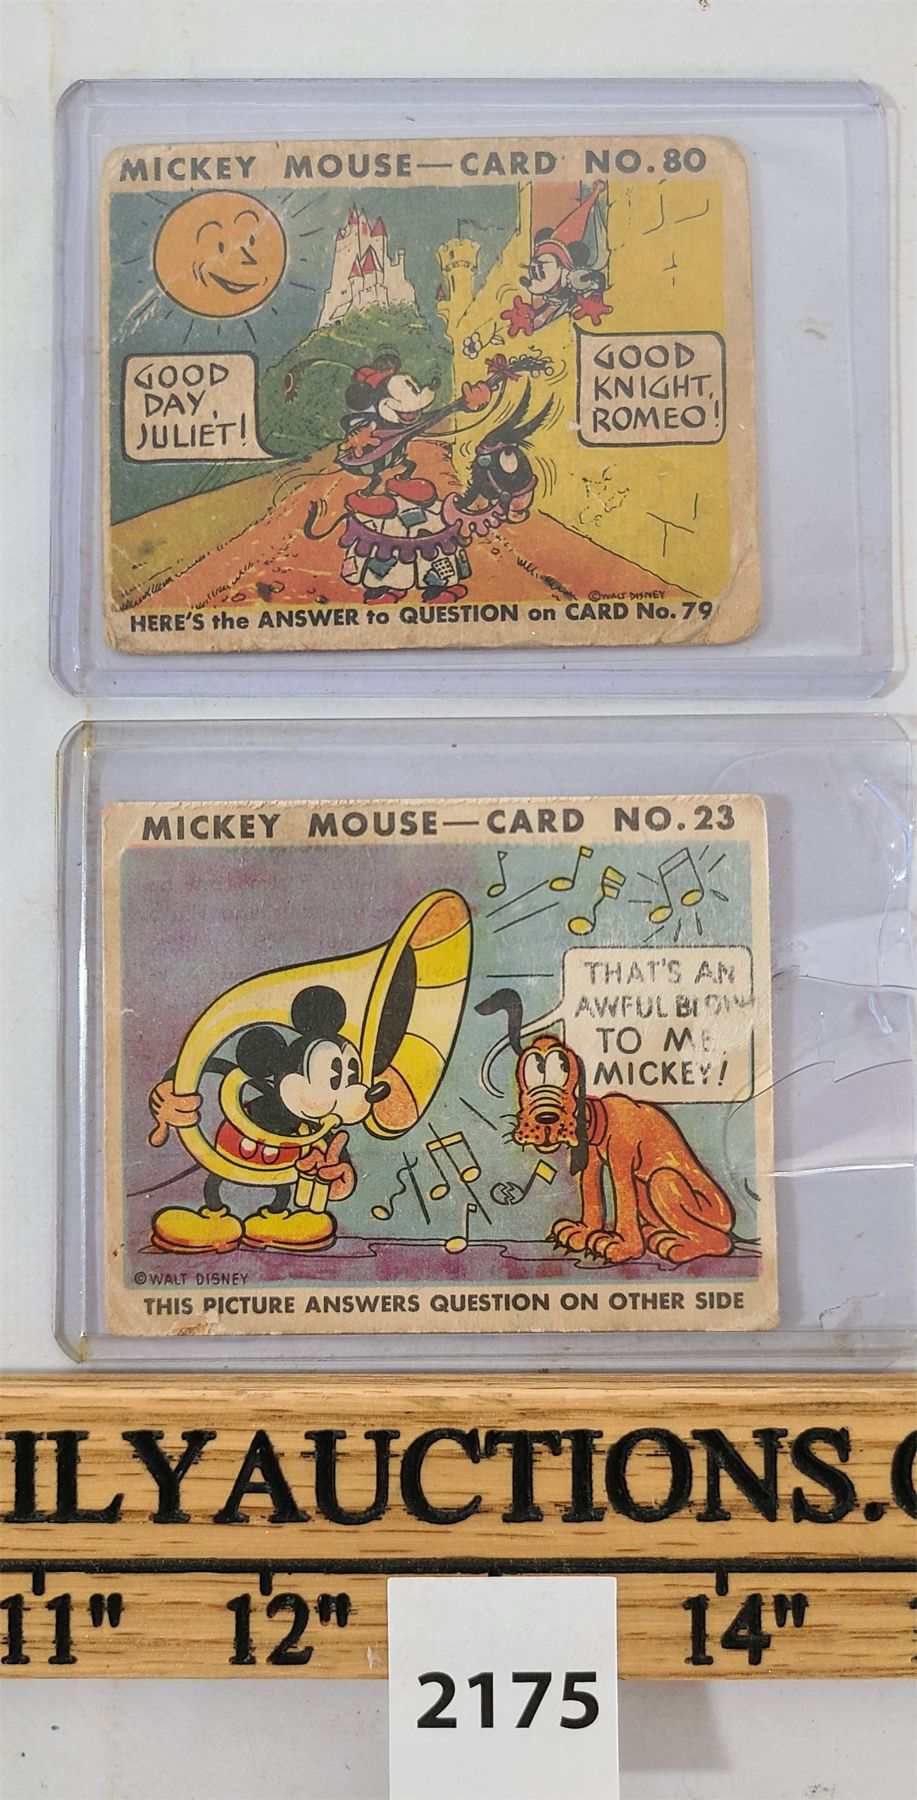 MICKEY MOUSE—CARD NO. 80
GOOD
DAY,
JULIET!
GOOD
KNIGHT,
ROMEO!
©WALT DISNEY
HERE'S the ANSWER to QUESTION on CARD No. 79
MICKEY MOUSE—CARD NO. 23
THAT'S AN
AWFUL BLOW
TO ME,
MICKEY!
©WALT DISNEY
THIS PICTURE ANSWERS QUESTION ON OTHER SIDE
ILYAUCTIONS.C
11" 12" 14"
2175